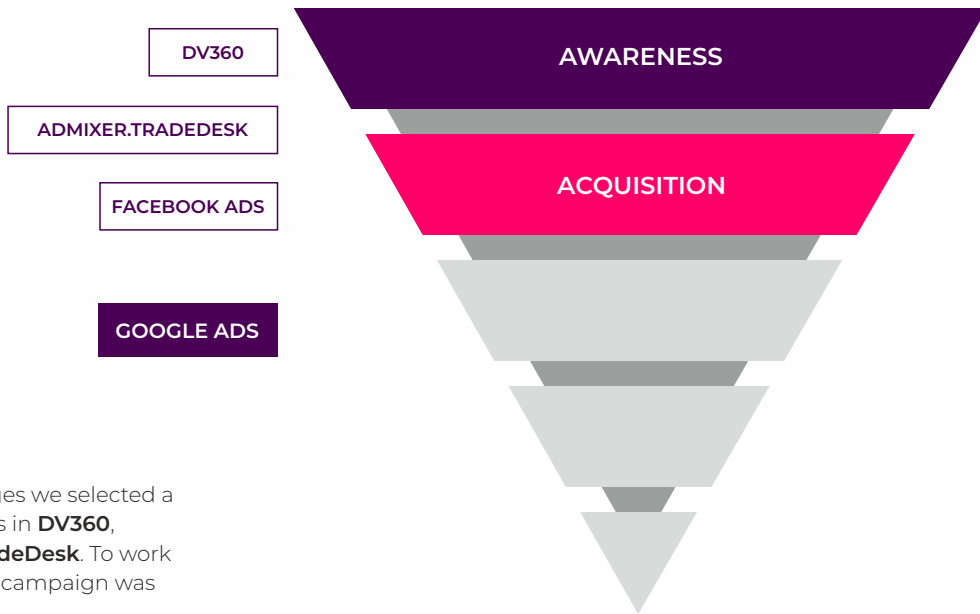 DV360
ADMIXER.TRADEDESK
FACEBOOK ADS
GOOGLE ADS
AWARENESS
ACQUISITION
we selected a
s in DV360,
deDesk. To work
campaign was